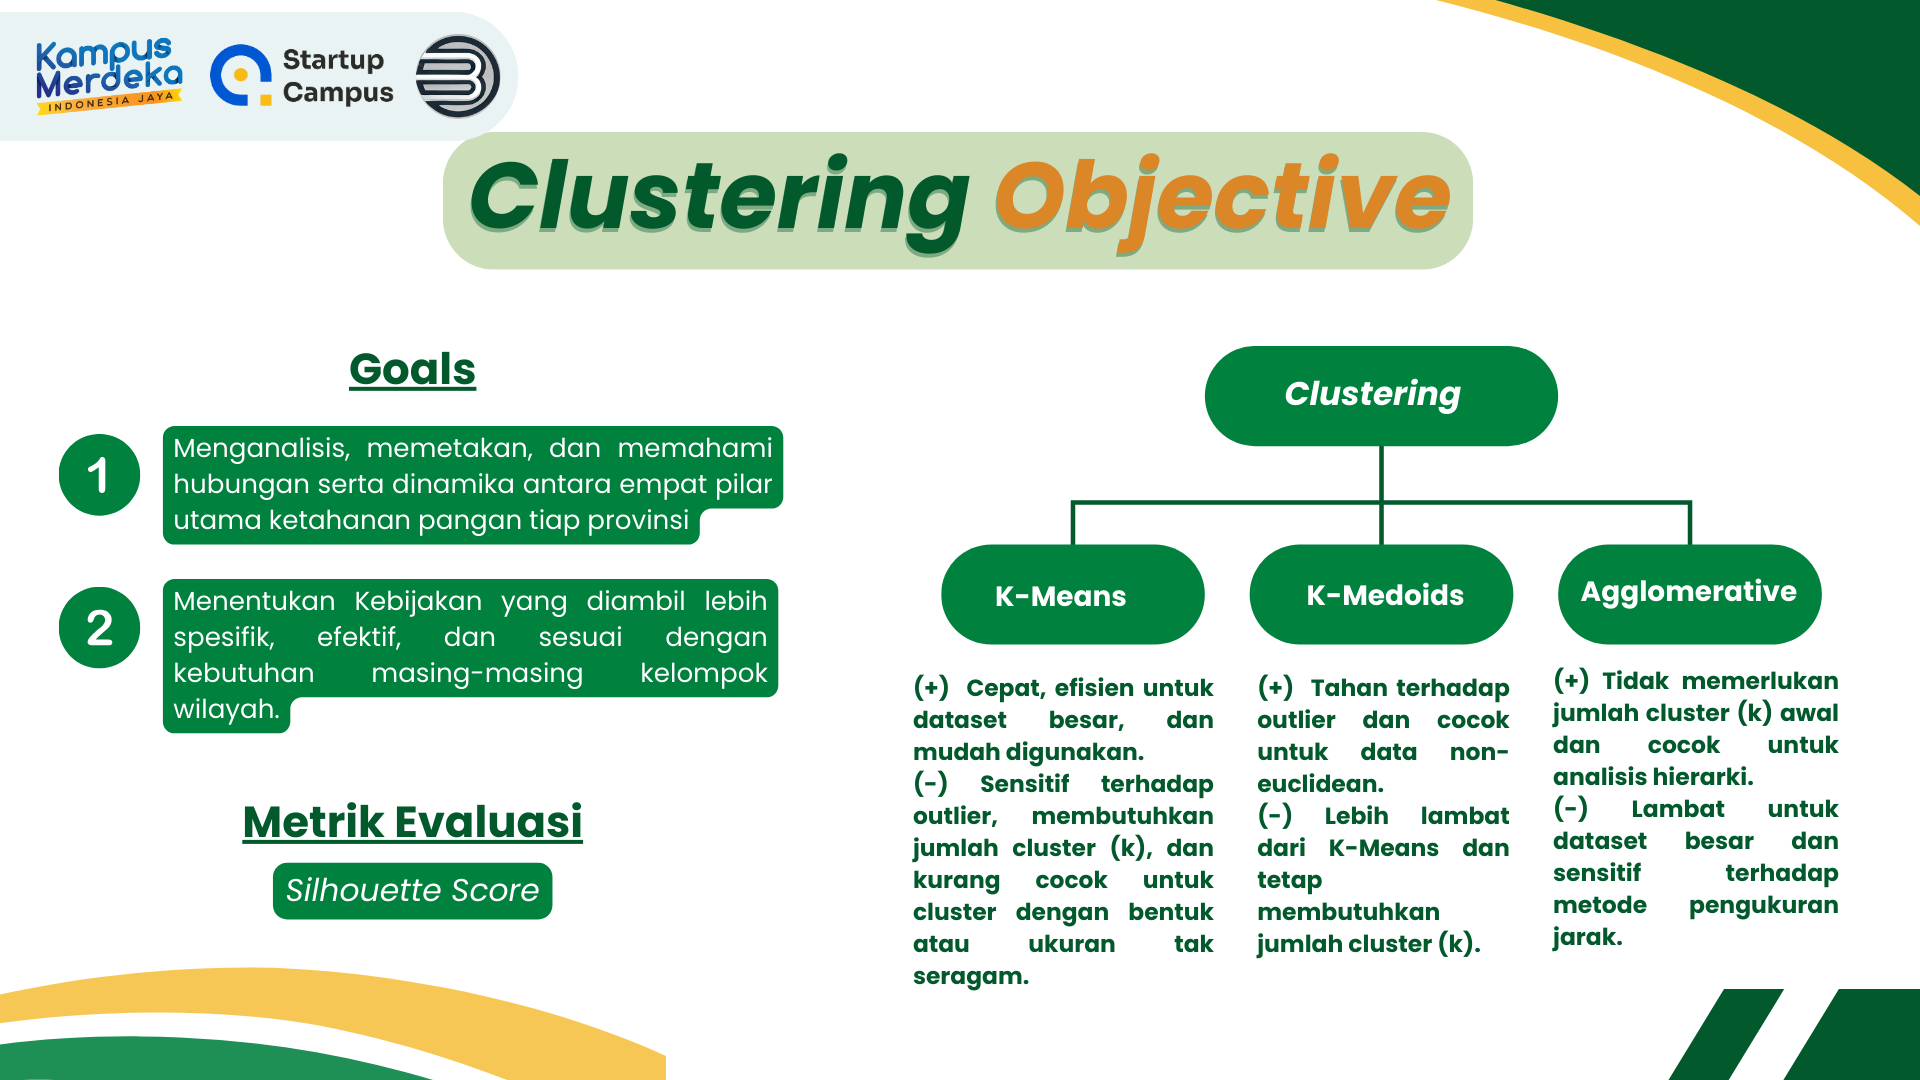 Kampus
Merdeka
INDONESIA JAYA
Startup
Campus
Clustering Objective
Goals
1
Menganalisis, memetakan, dan memahami
hubungan serta dinamika antara empat pilar
utama ketahanan pangan tiap provinsi
2
Menentukan Kebijakan yang diambil lebih
spesifik, efektif, dan sesuai dengan
kebutuhan masing-masing kelompok
wilayah.
Metrik Evaluasi
Silhouette Score
Clustering
K-Means
(+) Cepat, efisien untuk
dataset besar, dan
mudah digunakan.
(-) Sensitif terhadap
outlier, membutuhkan
jumlah cluster (k), dan
kurang cocok untuk
cluster dengan bentuk
atau ukuran tak
seragam.
K-Medoids
(+) Tahan terhadap
outlier dan cocok
untuk data non-
euclidean.
(-) Lebih lambat
dari K-Means dan
tetap
membutuhkan
jumlah cluster (k).
Agglomerative
(+) Tidak memerlukan
jumlah cluster (k) awal
dan cocok untuk
analisis hierarki.
(-) Lambat untuk
dataset besar dan
sensitif terhadap
metode pengukuran
jarak.